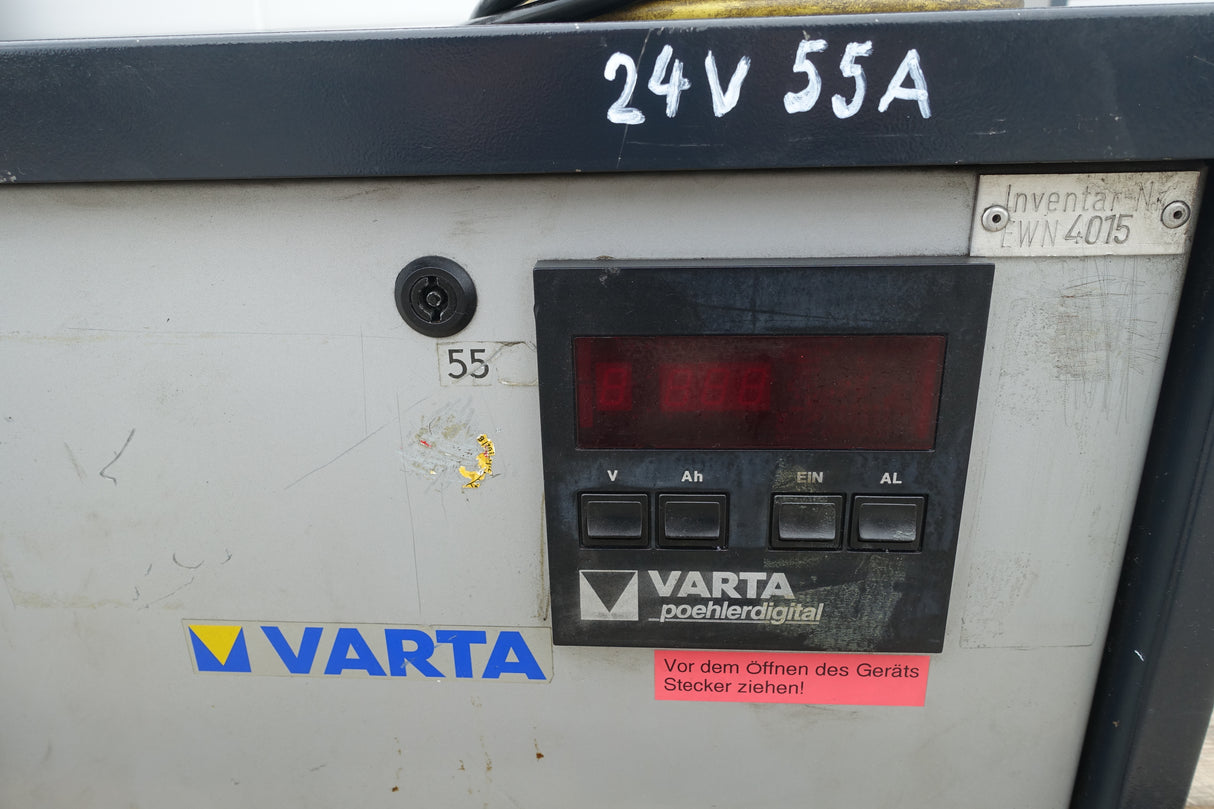 24V 55A
Inventar-Nr
EWN 4015
55
V Ah EIN AL
VARTA
poehlerdigital
VARTA
Vor dem Öffnen des Geräts
Stecker ziehen!